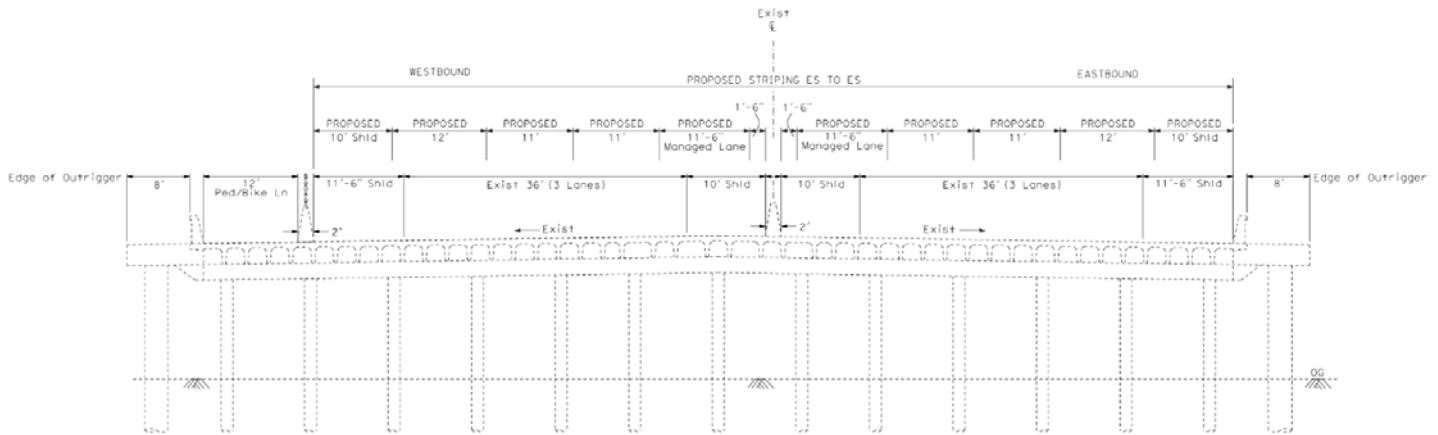 Exist
℄
WESTBOUND
PROPOSED STRIPING ES TO ES
EASTBOUND
1'-6" 1'-6"
PROPOSED PROPOSED PROPOSED PROPOSED PROPOSED PROPOSED PROPOSED PROPOSED PROPOSED PROPOSED
10' Shld 12' 11' 11' 11'-6" 11'-6" 11' 11' 12' 10' Shld
Managed Lane Managed Lane
Edge of Outrigger 8' 12' 11'-6" Shld Exist 36' (3 Lanes) 10' Shld 10' Shld Exist 36' (3 Lanes) 11'-6" Shld 8' Edge of Outrigger
Ped/Bike Ln
2' Exist 2' Exist
OG